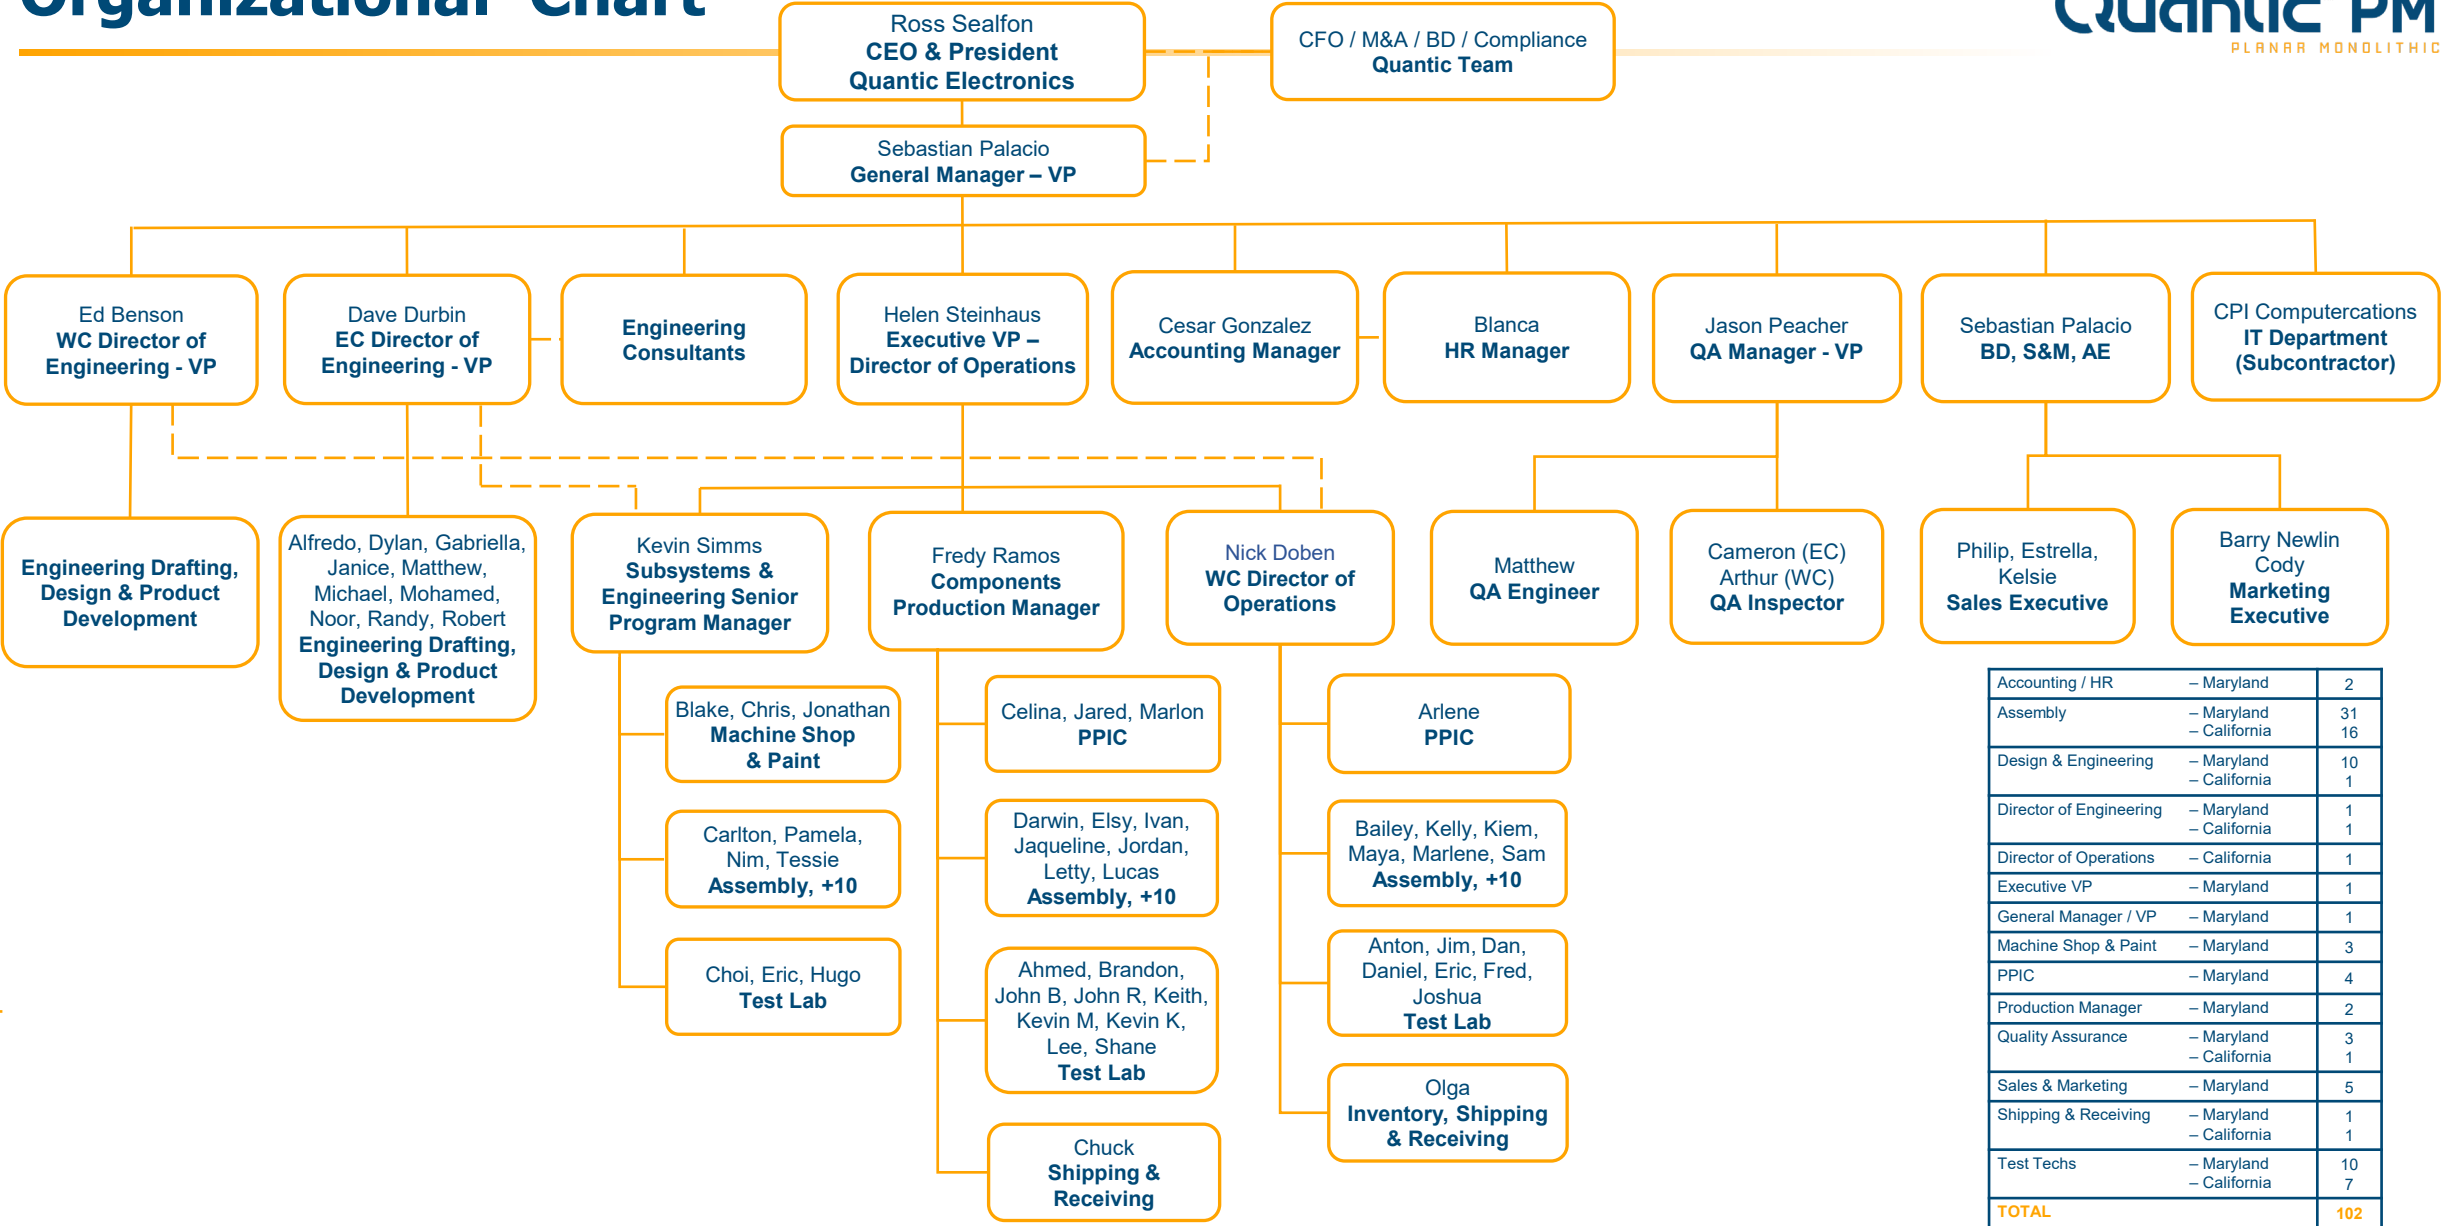 Organizational Chart
Quantic PM
PLANAR MONOLITHIC
Ross Sealfon
CEO & President
Quantic Electronics
CFO / M&A / BD / Compliance
Quantic Team
Sebastian Palacio
General Manager – VP
Ed Benson
WC Director of
Engineering - VP
Dave Durbin
EC Director of
Engineering - VP
Engineering
Consultants
Helen Steinhaus
Executive VP –
Director of Operations
Cesar Gonzalez
Accounting Manager
Blanca
HR Manager
Jason Peacher
QA Manager - VP
Sebastian Palacio
BD, S&M, AE
CPI Computercations
IT Department
(Subcontractor)
Engineering Drafting,
Design & Product
Development
Alfredo, Dylan, Gabriella,
Janice, Matthew,
Michael, Mohamed,
Noor, Randy, Robert
Engineering Drafting,
Design & Product
Development
Kevin Simms
Subsystems &
Engineering Senior
Program Manager
Fredy Ramos
Components
Production Manager
Nick Doben
WC Director of
Operations
Matthew
QA Engineer
Cameron (EC)
Arthur (WC)
QA Inspector
Philip, Estrella,
Kelsie
Sales Executive
Barry Newlin
Cody
Marketing
Executive
Blake, Chris, Jonathan
Machine Shop
& Paint
Carlton, Pamela,
Nim, Tessie
Assembly, +10
Choi, Eric, Hugo
Test Lab
Celina, Jared, Marlon
PPIC
Darwin, Elsy, Ivan,
Jaqueline, Jordan,
Letty, Lucas
Assembly, +10
Ahmed, Brandon,
John B, John R, Keith,
Kevin M, Kevin K,
Lee, Shane
Test Lab
Chuck
Shipping &
Receiving
Arlene
PPIC
Bailey, Kelly, Kiem,
Maya, Marlene, Sam
Assembly, +10
Anton, Jim, Dan,
Daniel, Eric, Fred,
Joshua
Test Lab
Olga
Inventory, Shipping
& Receiving
Accounting / HR – Maryland 2
Assembly – Maryland 31
– California 16
Design & Engineering – Maryland 10
– California 1
Director of Engineering – Maryland 1
– California 1
Director of Operations – California 1
Executive VP – Maryland 1
General Manager / VP – Maryland 1
Machine Shop & Paint – Maryland 3
PPIC – Maryland 4
Production Manager – Maryland 2
Quality Assurance – Maryland 3
– California 1
Sales & Marketing – Maryland 5
Shipping & Receiving – Maryland 1
– California 1
Test Techs – Maryland 10
– California 7
TOTAL 102